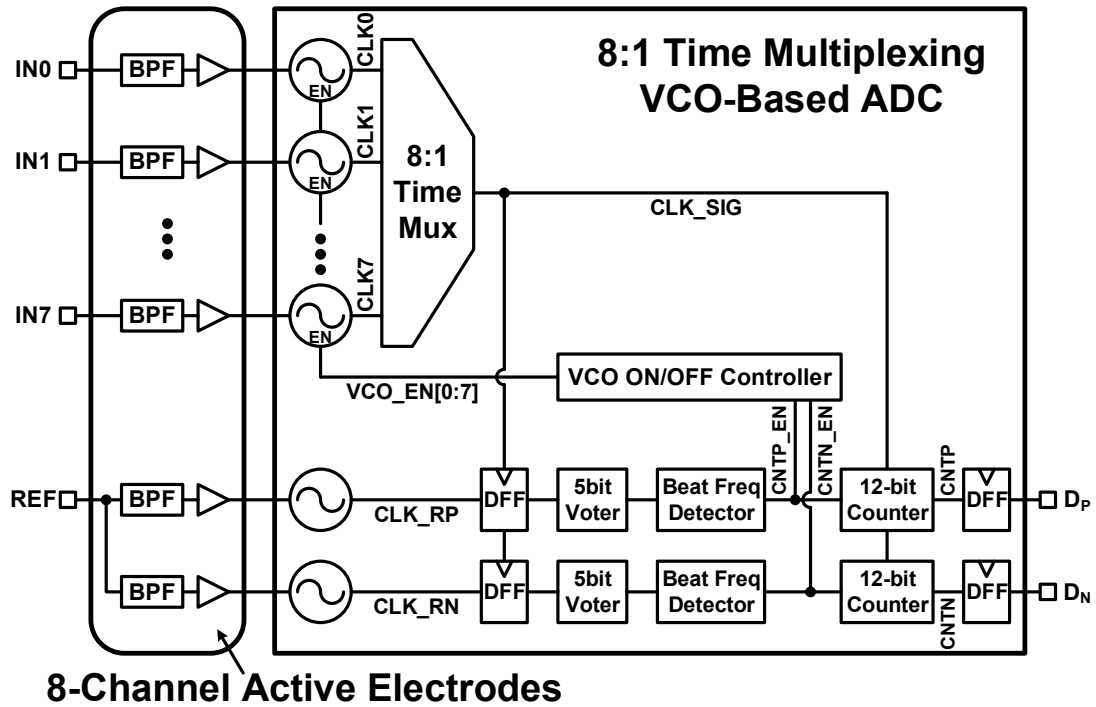 8:1 Time Multiplexing
VCO-Based ADC
IN0
BPF
EN
CLK0
IN1
BPF
EN
CLK1
8:1
Time
Mux
CLK_SIG
IN7
BPF
EN
CLK7
VCO_EN[0:7]
VCO ON/OFF Controller
CNTP_EN
CNTN_EN
REF
BPF
CLK_RP
DFF
5bit
Voter
Beat Freq
Detector
12-bit
Counter
CNTP
DFF
DP
BPF
CLK_RN
DFF
5bit
Voter
Beat Freq
Detector
12-bit
Counter
CNTN
DFF
DN
8-Channel Active Electrodes